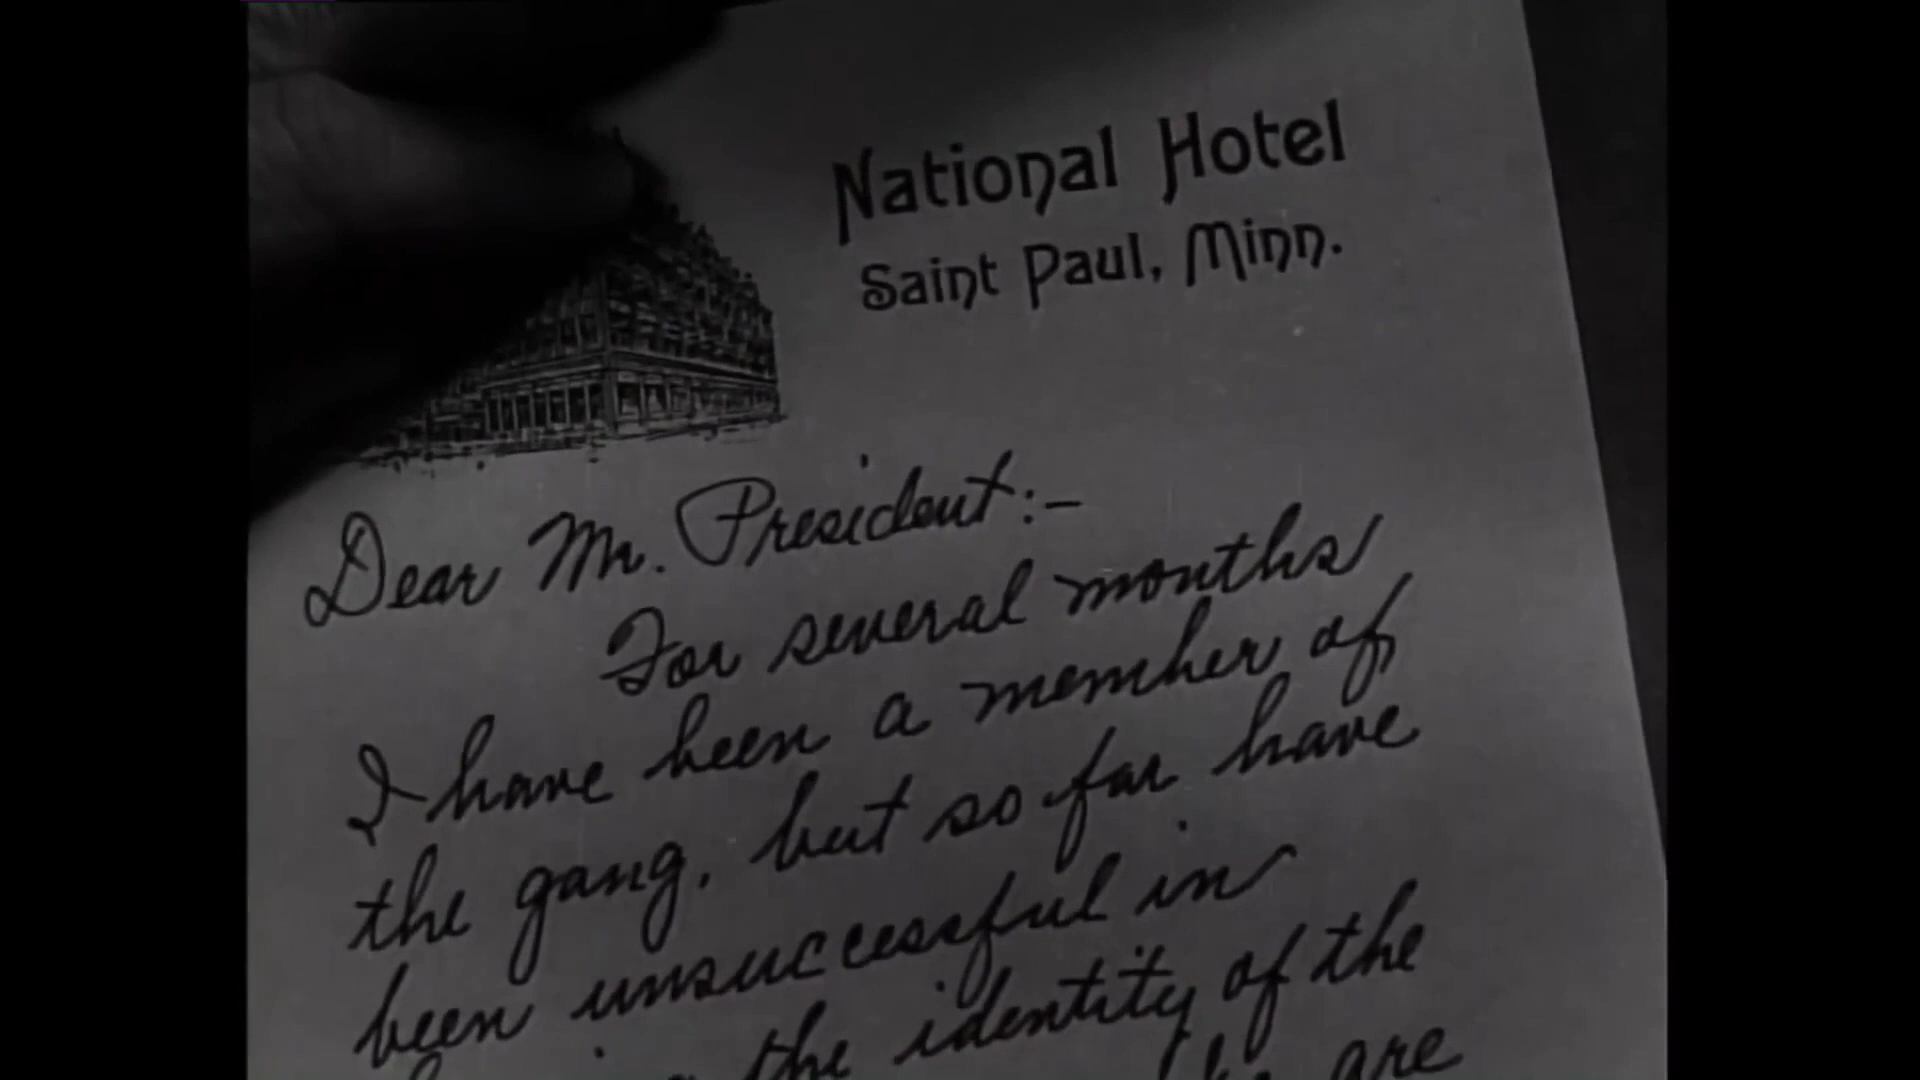 National Hotel
Saint Paul, Minn.
Dear Mr. President:-
For several months
I have been a member of
the gang, but so far have
been unsuccessful in
the identity of the
are